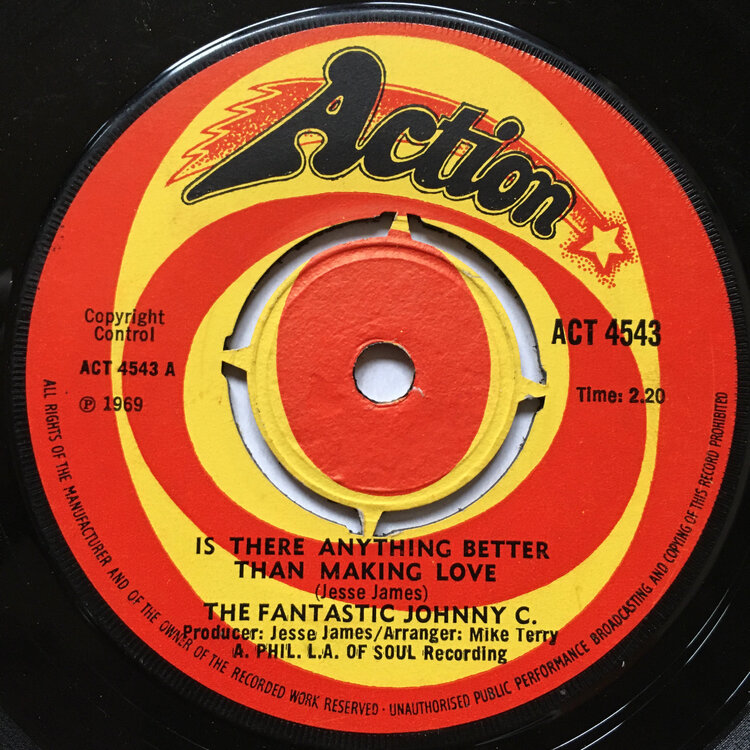 Action
Copyright
Control
ACT 4543 A
℗ 1969
ACT 4543
Time: 2.20
IS THERE ANYTHING BETTER
THAN MAKING LOVE
(Jesse James)
THE FANTASTIC JOHNNY C.
Producer: Jesse James/Arranger: Mike Terry
A. PHIL. L.A. OF SOUL Recording
ALL RIGHTS OF THE MANUFACTURER AND OF THE OWNER OF THE RECORDED WORK RESERVED · UNAUTHORISED PUBLIC PERFORMANCE BROADCASTING AND COPYING OF THIS RECORD PROHIBITED